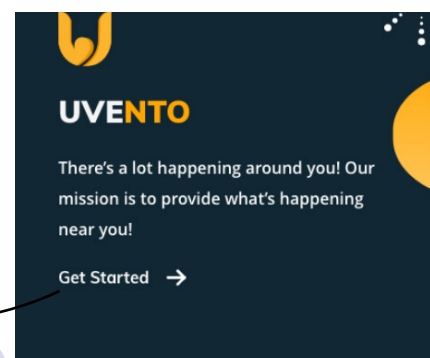 UVENTO
There's a lot happening around you! Our
mission is to provide what's happening
near you!
Get Started →